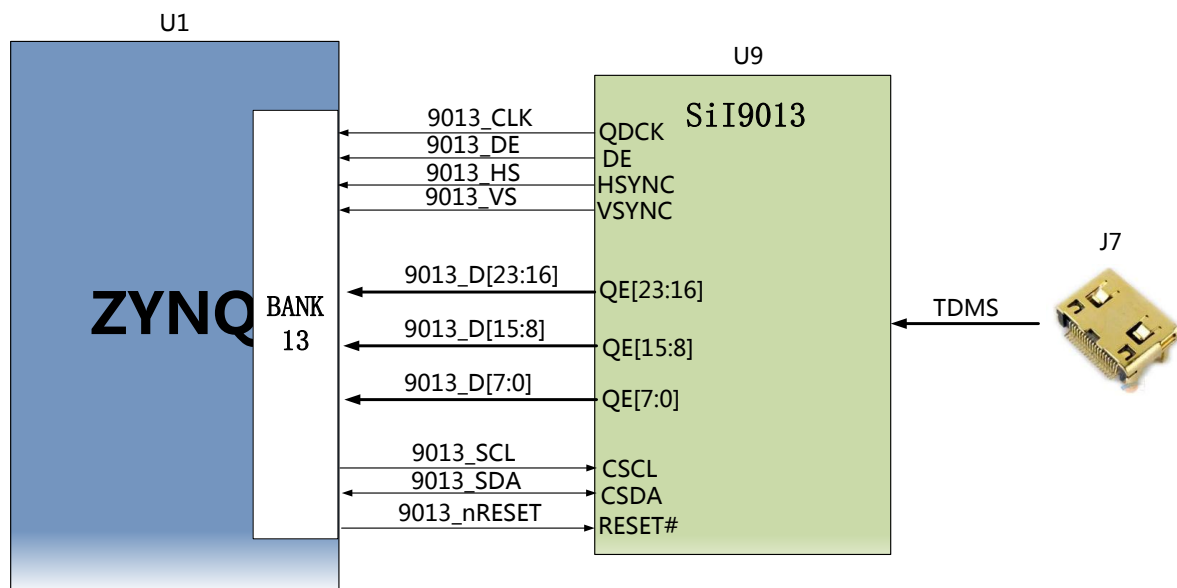 U1
U9
SiI9013
9013_CLK
QDCK
9013_DE
DE
9013_HS
HSYNC
9013_VS
VSYNC
J7
ZYNQ
BANK
13
9013_D[23:16]
QE[23:16]
TDMS
9013_D[15:8]
QE[15:8]
9013_D[7:0]
QE[7:0]
9013_SCL
CSCL
9013_SDA
CSDA
9013_nRESET
RESET#